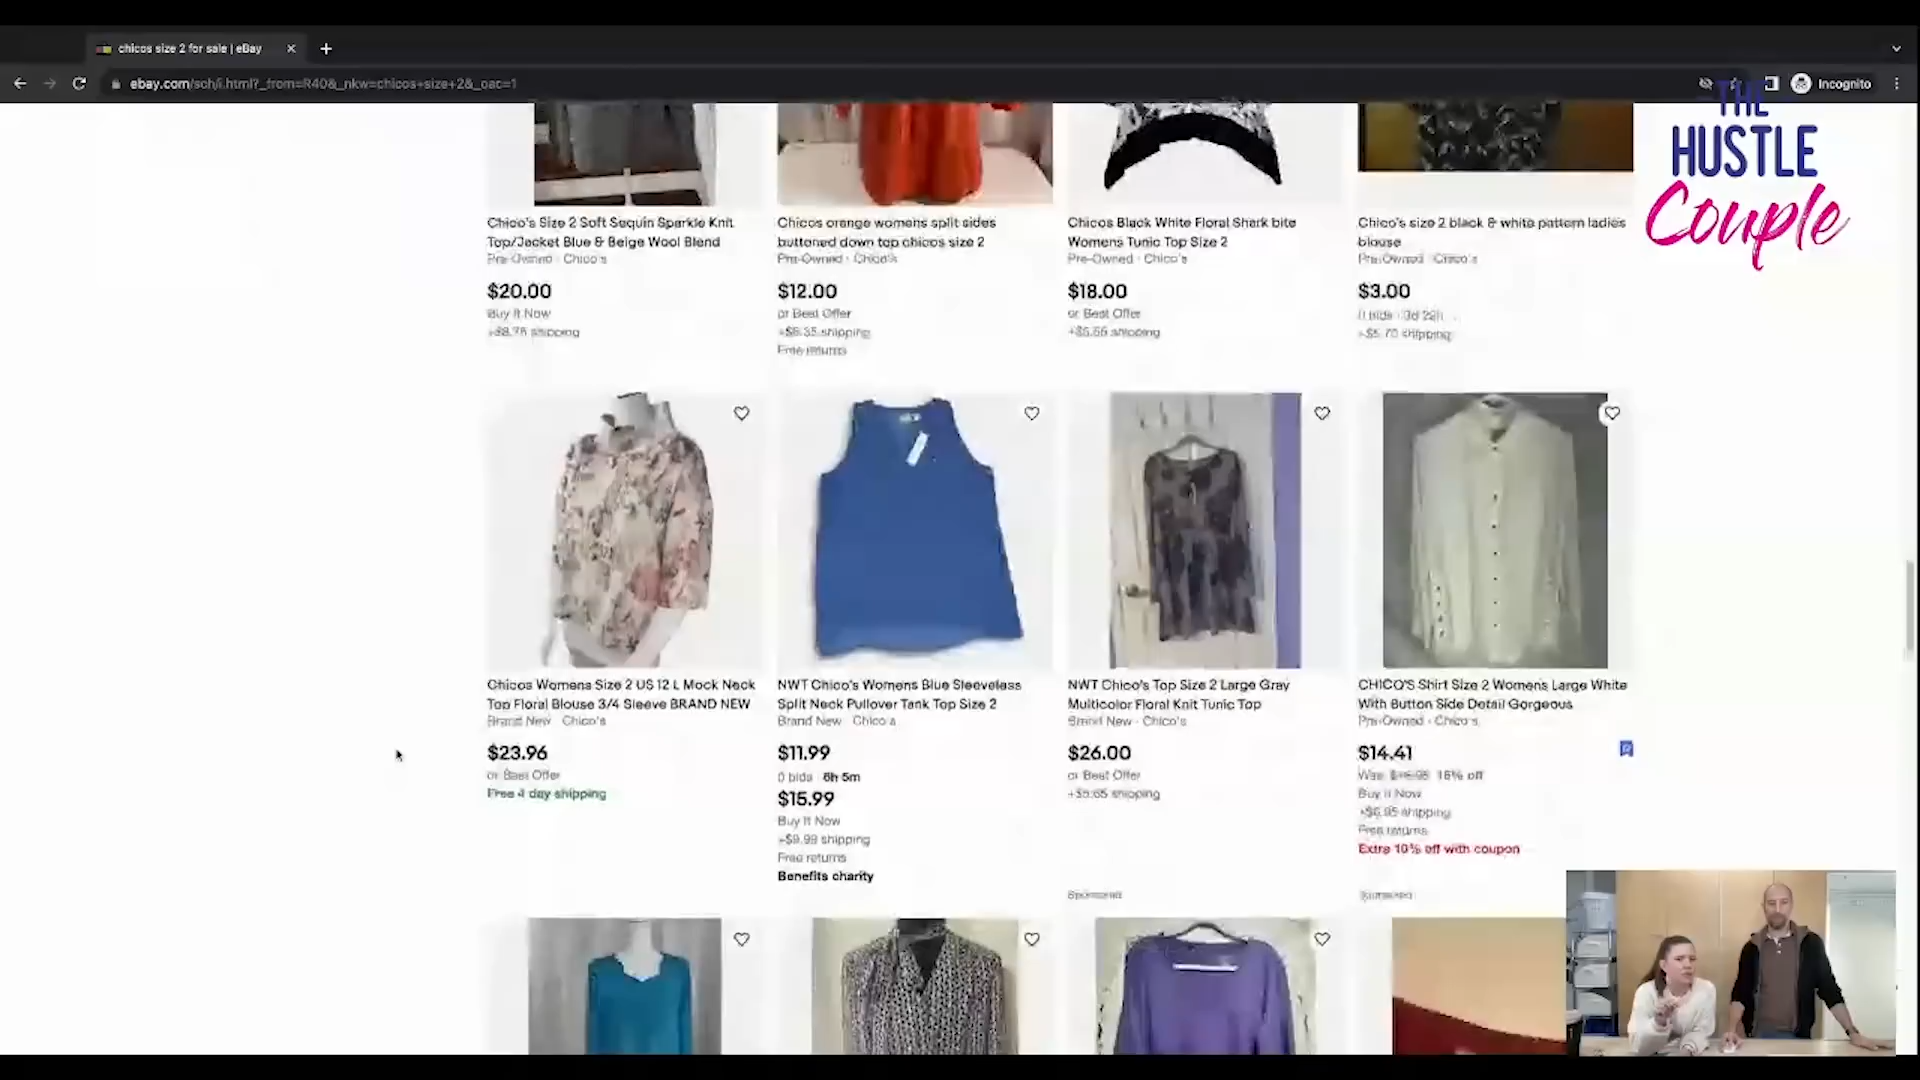 chicos size 2 for sale | eBay
ebay.com/sch/i.html?_from=R40&_nkw=chicos+size+2&_oac=1
Incognito
THE
HUSTLE
Couple
Chico's Size 2 Soft Sequin Sparkle Knit
Top/Jacket Blue & Beige Wool Blend
Pre-Owned · Chico's
$20.00
Buy It Now
shipping
Chicos orange womens split sides
buttoned down top chicos size 2
Pre-Owned · Chico's
$12.00
or Best Offer
+$6.35 shipping
Free returns
Chicos Black White Floral Shark bite
Womens Tunic Top Size 2
Pre-Owned · Chico's
$18.00
or Best Offer
shipping
Chico's size 2 black & white pattern ladies
blouse
Pre-Owned · Chico's
$3.00
0 bids · 3d 22h
+$5.70 shipping
Chicos Womens Size 2 US 12 L Mock Neck
Top Floral Blouse 3/4 Sleeve BRAND NEW
Brand New · Chico's
$23.96
or Best Offer
Free 4 day shipping
NWT Chico's Womens Blue Sleeveless
Split Neck Pullover Tank Top Size 2
Brand New · Chico's
$11.99
0 bids · 6h 5m
$15.99
Buy It Now
+$9.99 shipping
Free returns
Benefits charity
NWT Chico's Top Size 2 Large Gray
Multicolor Floral Knit Tunic Top
Brand New · Chico's
$26.00
or Best Offer
+$5.65 shipping
Sponsored
CHICO'S Shirt Size 2 Womens Large White
With Button Side Detail Gorgeous
Pre-Owned · Chico's
$14.41
Was: off
Buy It Now
+$6.95 shipping
Free returns
Extra 10% off with coupon
Sponsored